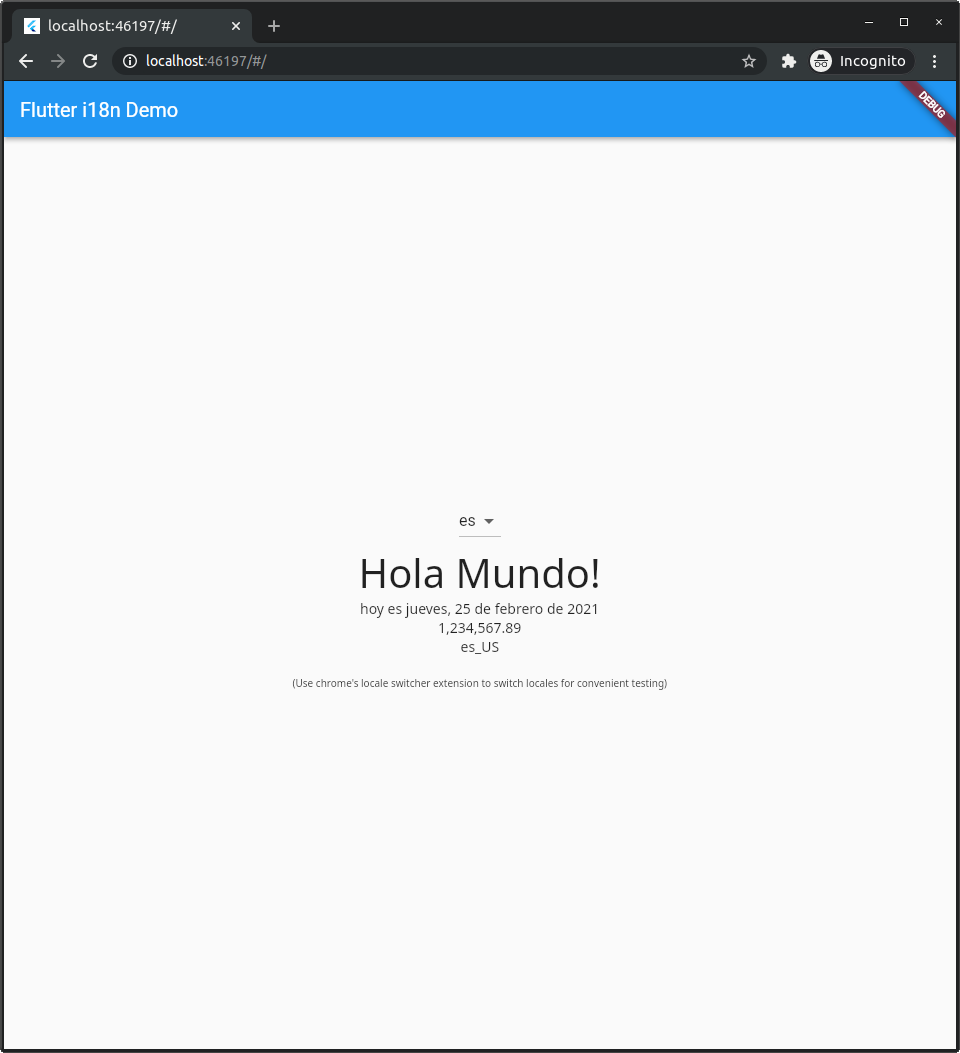 localhost:46197/#/
localhost:46197/#/
Incognito
Flutter i18n Demo
DEBUG
es
Hola Mundo!
hoy es jueves, 25 de febrero de 2021
1,234,567.89
es_US
(Use chrome's locale switcher extension to switch locales for convenient testing)